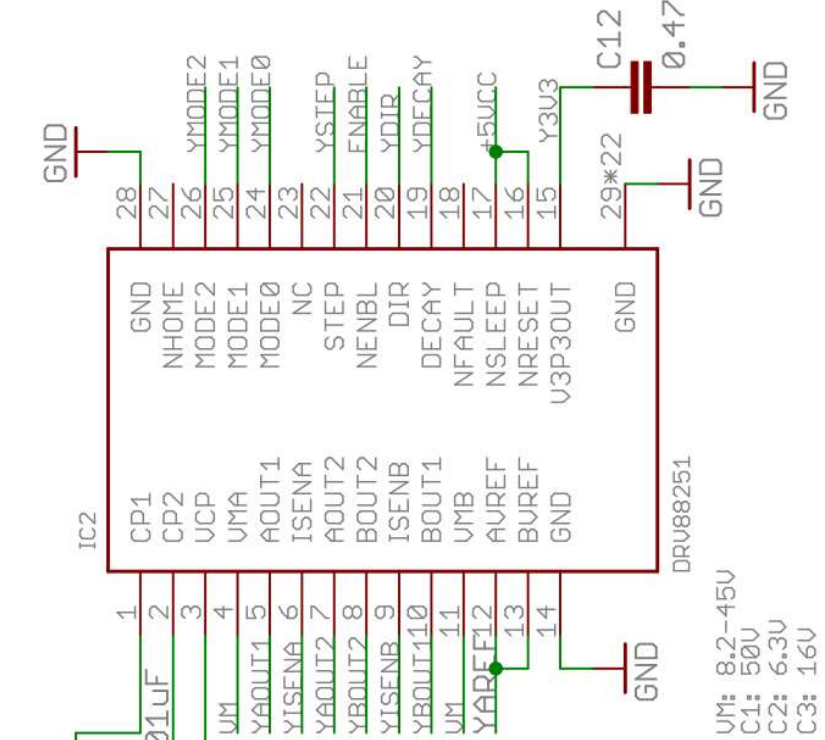 C12
0.47
GND
GND
GND
YMODE2
YMODE1
YMODE0
YSTEP
ENABLE
YDIR
YDECAY
+5VCC
Y3V3
28
27
26
25
24
23
22
21
20
19
18
17
16
15
29*22
GND
NHOME
MODE2
MODE1
MODE0
NC
STEP
NENBL
DIR
DECAY
NFAULT
NSLEEP
NRESET
V3P3OUT
GND
IC2
CP1
CP2
VCP
VMA
AOUT1
ISENA
AOUT2
BOUT2
ISENB
BOUT1
VMB
AVREF
BVREF
GND
DRV88251
1
2
3
4
5
6
7
8
9
10
11
12
13
14
01uF
VM
YAOUT1
YISENA
YAOUT2
YBOUT2
YISENB
YBOUT1
VM
YAREF
GND
VM: 8.2-45V
C1: 50V
C2: 6.3V
C3: 16V